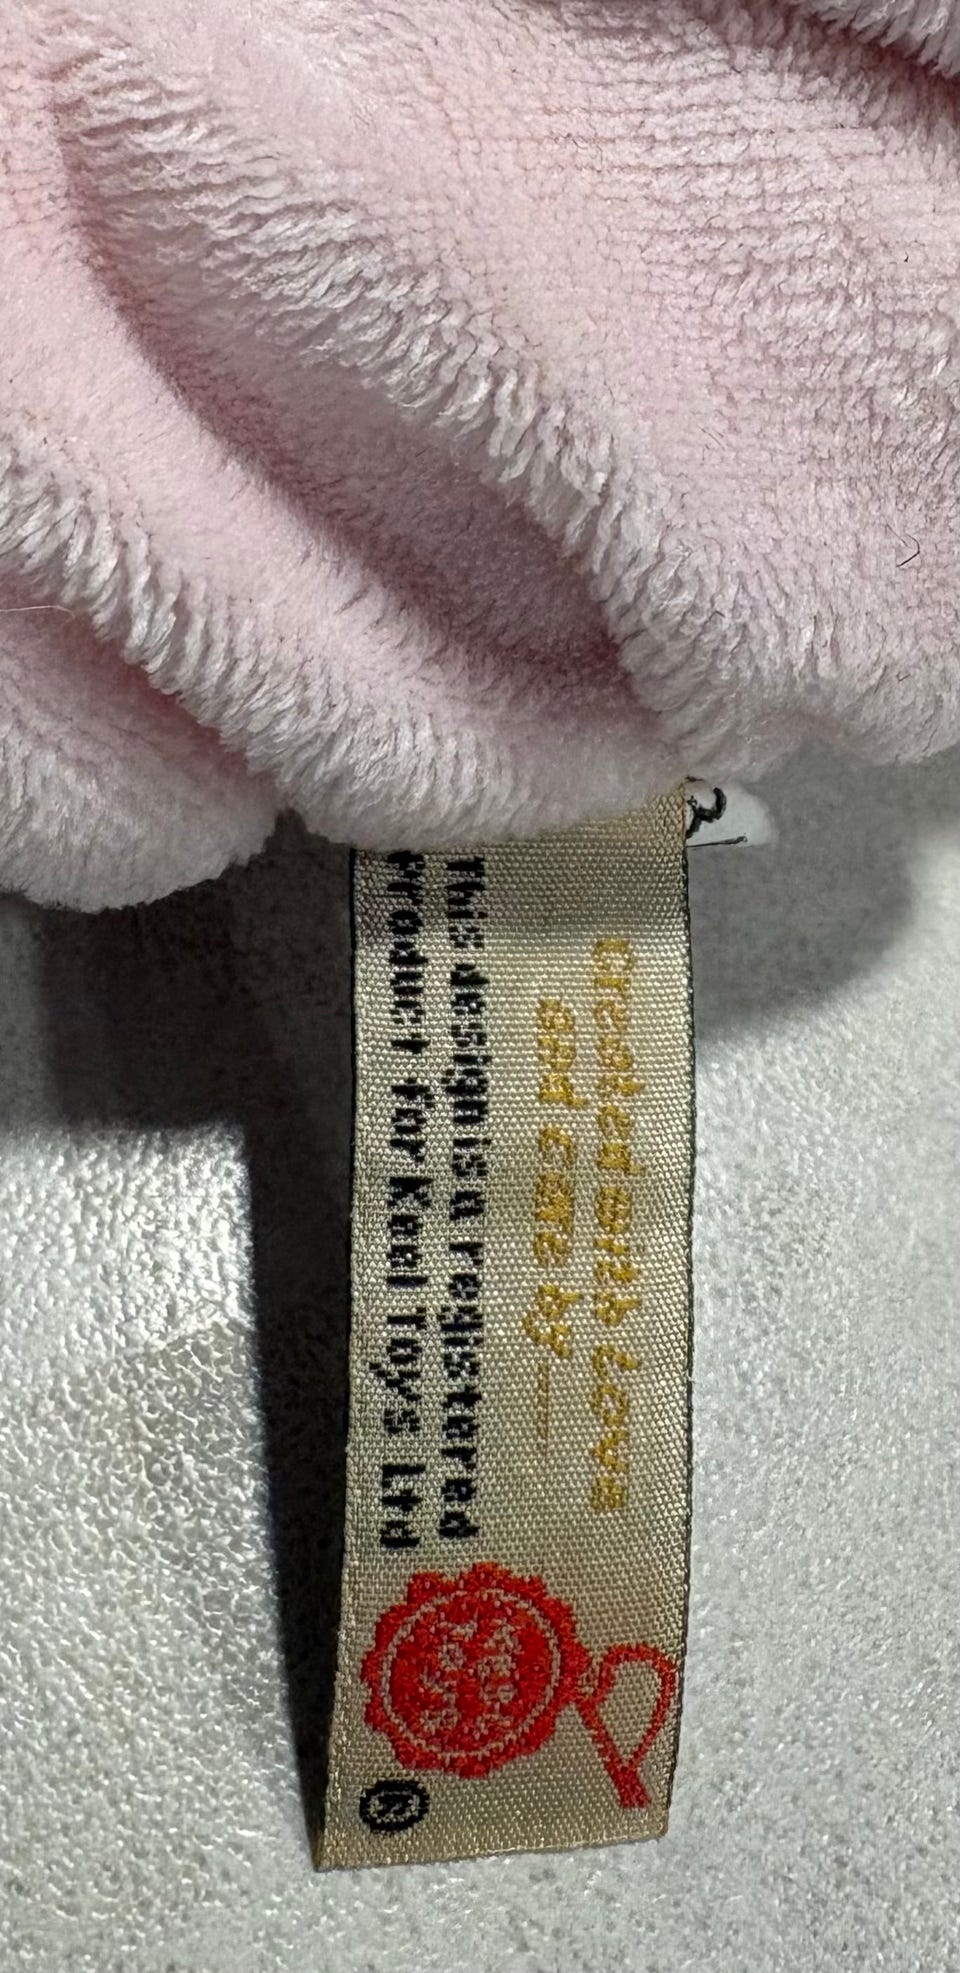 Created with Love
and Care by
This design is a registered
Product for Keel Toys Ltd
®